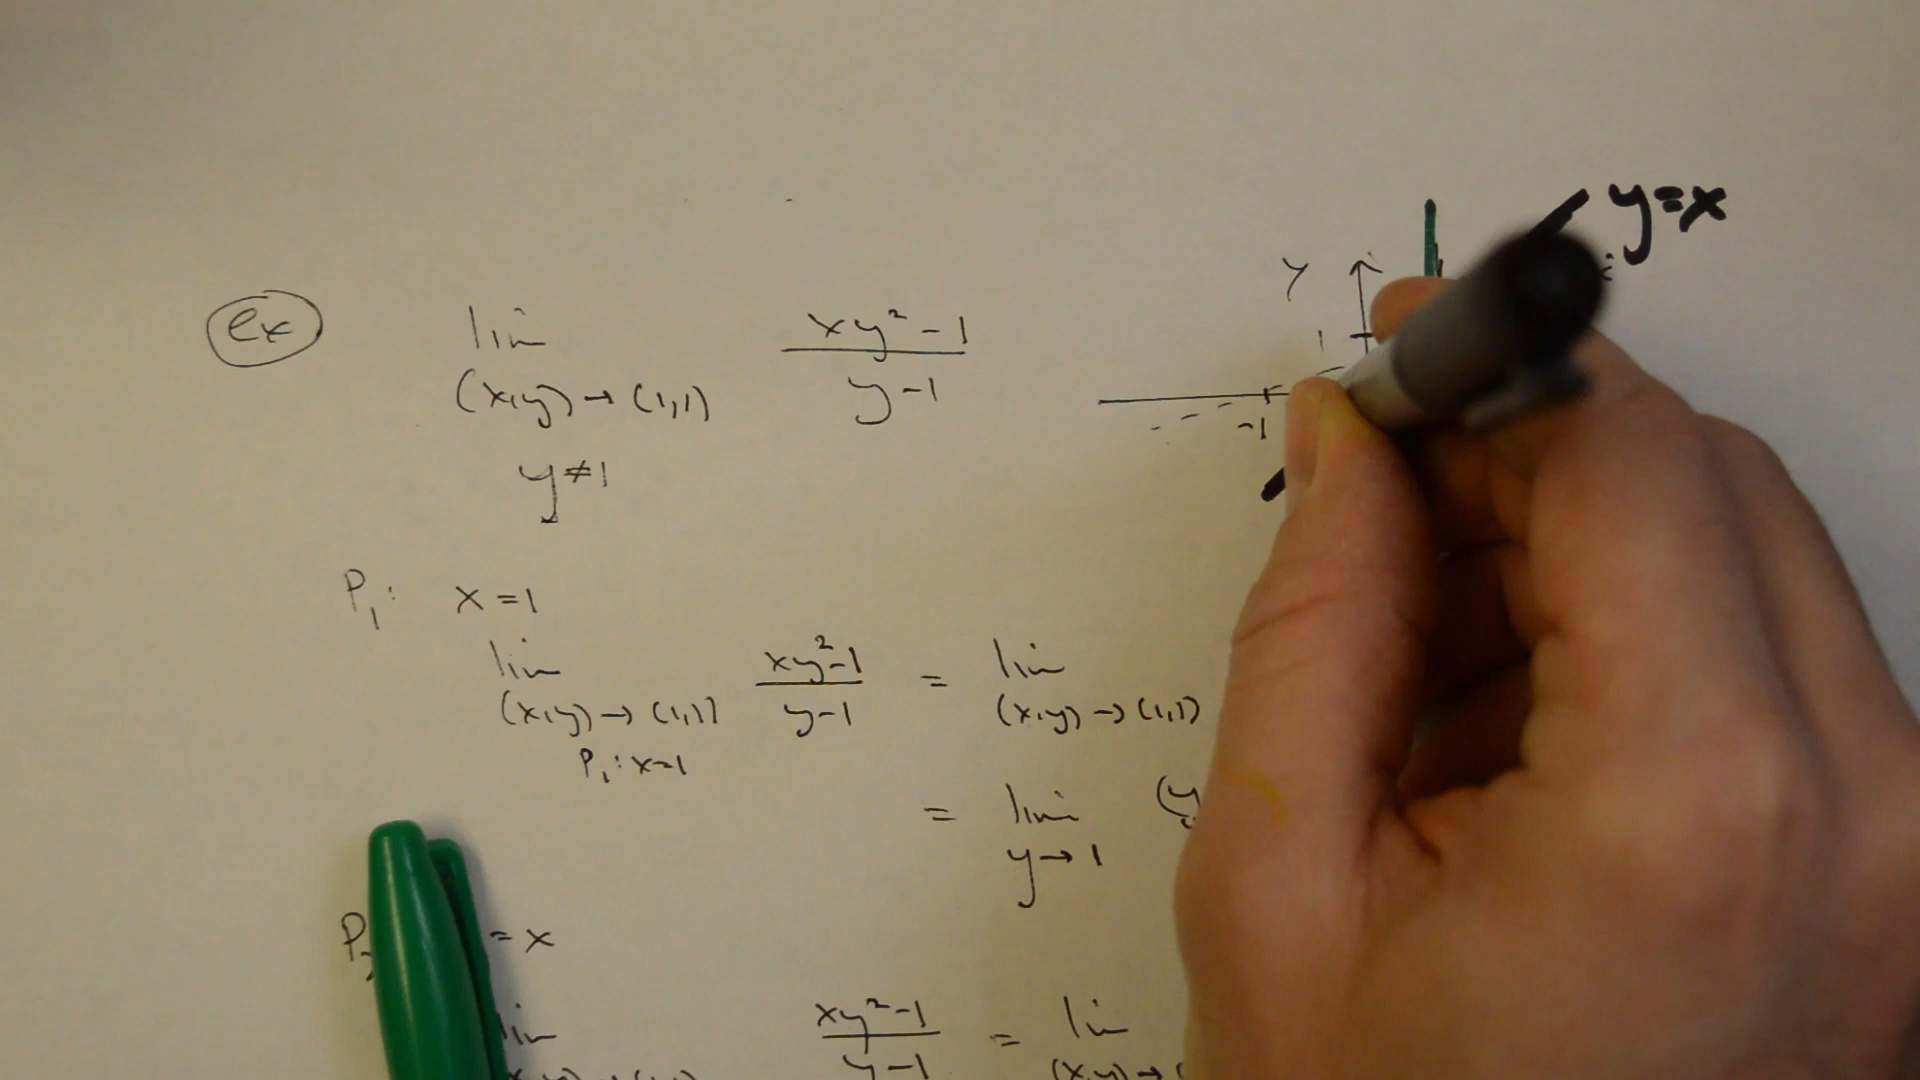 y=x
y
1
-1
ex lim xy²-1
(x,y)→(1,1) y-1
y≠1
P₁: x=1
lim xy²-1 = lim
(x,y)→(1,1) y-1 (x,y)→(1,1)
P₁: x=1
= lim (y
y→1
= x
lim xy²-1 = lim
y-1 (x,y)→(